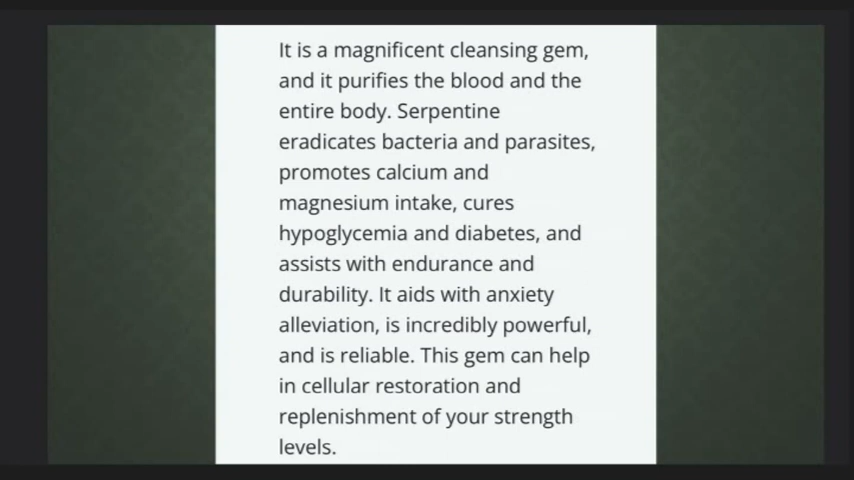 It is a magnificent cleansing gem,
and it purifies the blood and the
entire body. Serpentine
eradicates bacteria and parasites,
promotes calcium and
magnesium intake, cures
hypoglycemia and diabetes, and
assists with endurance and
durability. It aids with anxiety
alleviation, is incredibly powerful,
and is reliable. This gem can help
in cellular restoration and
replenishment of your strength
levels.